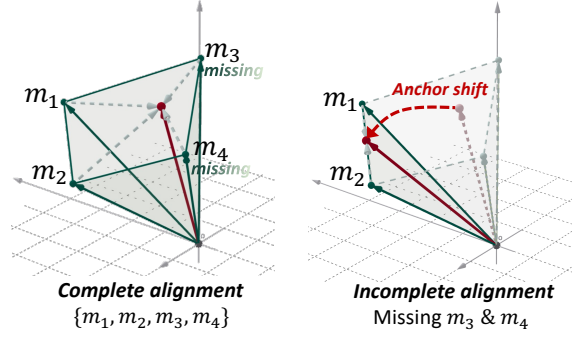 m₃
missing
m₁
m₄
missing
m₂
Complete alignment
{m₁, m₂, m₃, m₄}
Anchor shift
m₁
m₂
Incomplete alignment
Missing m₃ & m₄